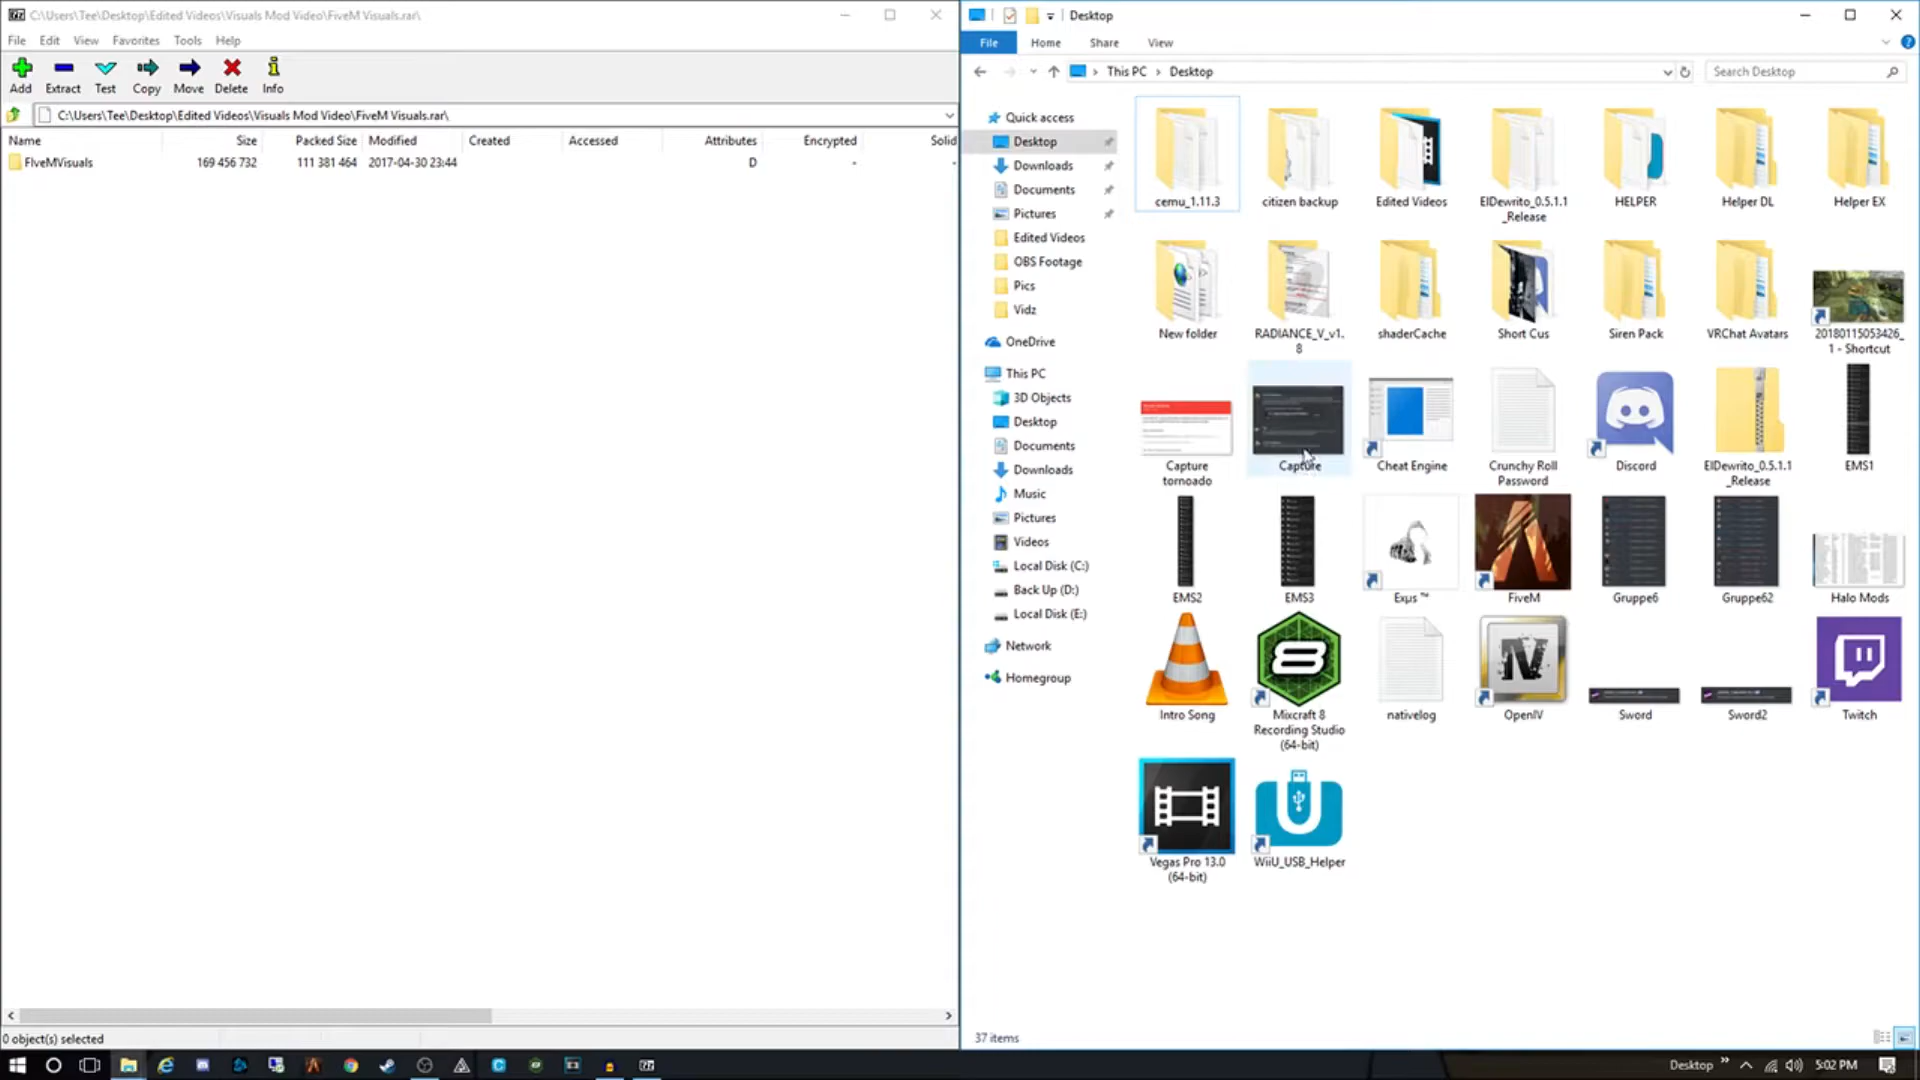 C:\Users\Tee\Desktop\Edited Videos\Visuals Mod Video\FiveM Visuals.rar\
File Edit View Favorites Tools Help
Add Extract Test Copy Move Delete Info
C:\Users\Tee\Desktop\Edited Videos\Visuals Mod Video\FiveM Visuals.rar\
Name Size Packed Size Modified Created Accessed Attributes Encrypted Solid
FIveMVisuals 169 456 732 111 381 464 2017-04-30 23:44 D - -
0 object(s) selected
Desktop
File Home Share View
This PC > Desktop
Search Desktop
Quick access
Desktop
Downloads
Documents
Pictures
Edited Videos
OBS Footage
Pics
Vidz
OneDrive
This PC
3D Objects
Desktop
Documents
Downloads
Music
Pictures
Videos
Local Disk (C:)
Back Up (D:)
Local Disk (E:)
Network
Homegroup
cemu_1.11.3 citizen backup Edited Videos ElDewrito_0.5.1.1 HELPER Helper DL Helper EX
_Release
New folder RADIANCE_V_v1. shaderCache Short Cus Siren Pack VRChat Avatars 20180115053426_
8 1 - Shortcut
Capture Capture Cheat Engine Crunchy Roll Discord ElDewrito_0.5.1.1 EMS1
tornoado Password _Release
EMS2 EMS3 Exµs ™ FiveM Gruppe6 Gruppe62 Halo Mods
Intro Song Mixcraft 8 nativelog OpenIV Sword Sword2 Twitch
Recording Studio
(64-bit)
Vegas Pro 13.0 WiiU_USB_Helper
(64-bit)
37 items
Desktop 5:02 PM